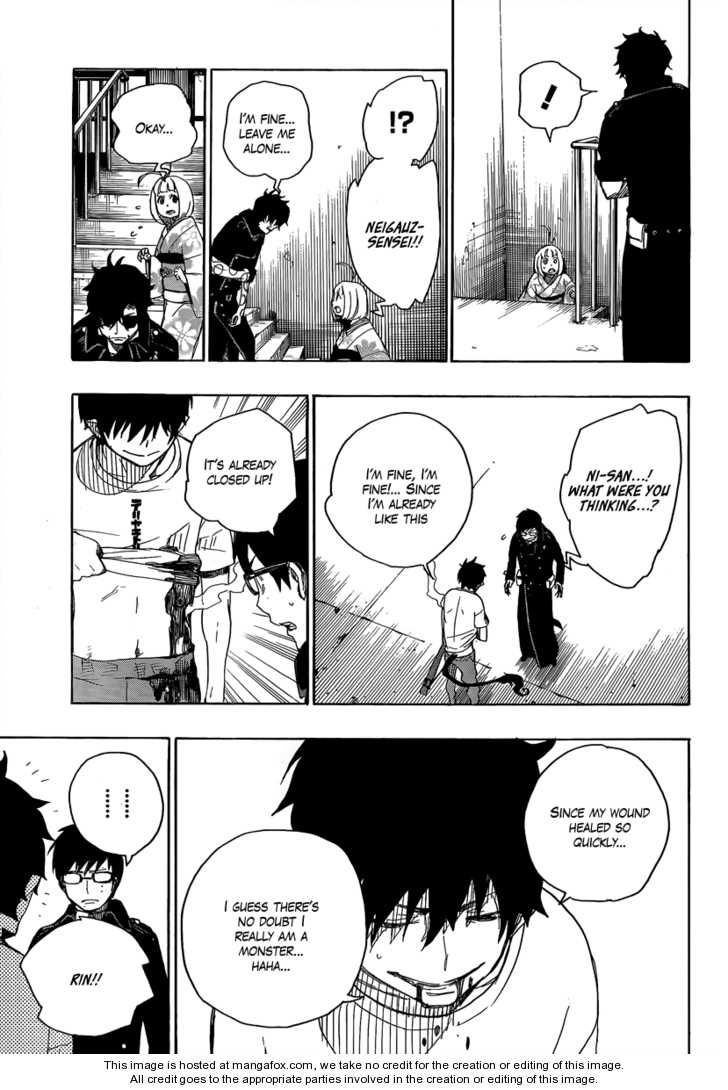 !
!?
NEIGAUZ-
SENSEI!!
I'M FINE...
LEAVE ME
ALONE...
OKAY...
NI-SAN...!
WHAT WERE YOU
THINKING...?
I'M FINE, I'M
FINE!... SINCE
I'M ALREADY
LIKE THIS
IT'S ALREADY
CLOSED UP!
SINCE MY WOUND
HEALED SO
QUICKLY...
I GUESS THERE'S
NO DOUBT I
REALLY AM A
MONSTER...
HAHA...
......
RIN!!
This image is hosted at mangafox.com, we take no credit for the creation or editing of this image.
All credit goes to the appropriate parties involved in the creation or editing of this image.